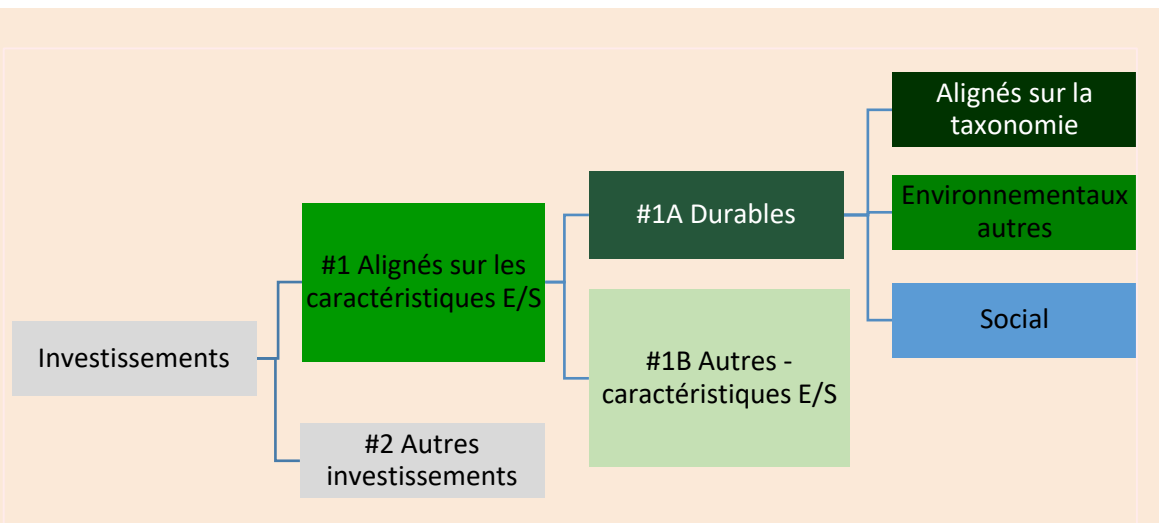 Investissements
#1 Alignés sur les
caractéristiques E/S
#2 Autres
investissements
#1A Durables
#1B Autres -
caractéristiques E/S
Alignés sur la
taxonomie
Environnementaux
autres
Social